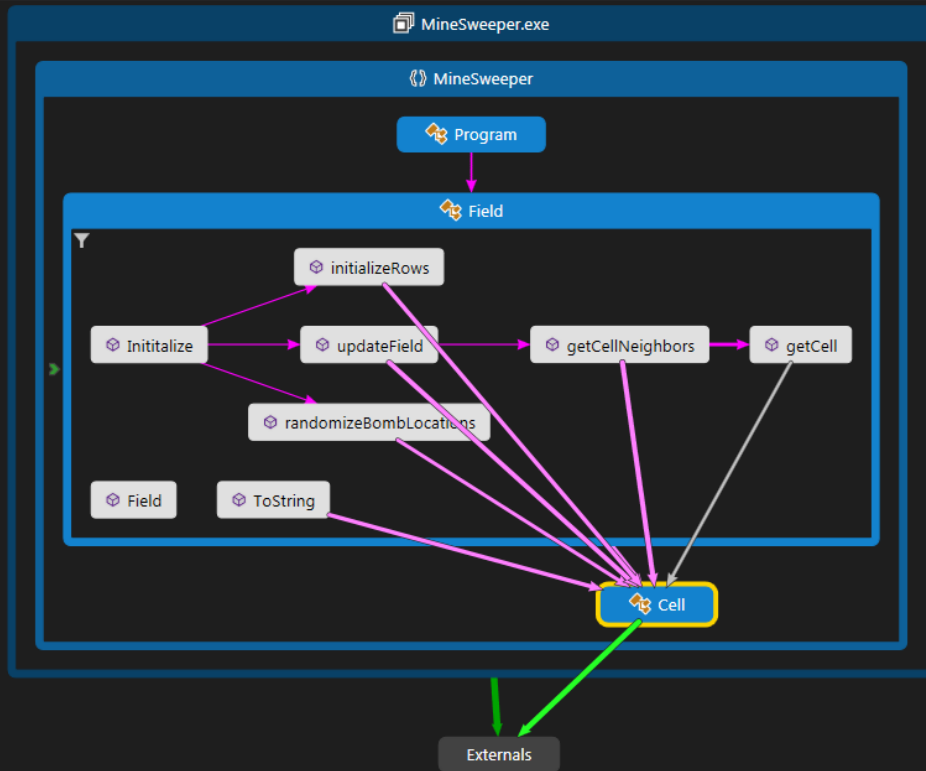 MineSweeper.exe
MineSweeper
Program
Field
initializeRows
Inititalize
updateField
getCellNeighbors
getCell
randomizeBombLocations
Field
ToString
Cell
Externals